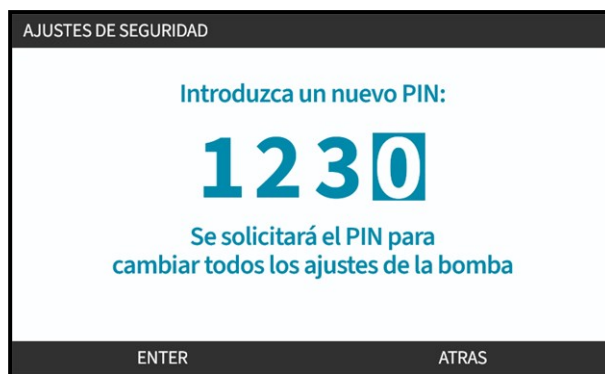 AJUSTES DE SEGURIDAD
Introduzca un nuevo PIN:
1230
Se solicitará el PIN para
cambiar todos los ajustes de la bomba
ENTER ATRAS